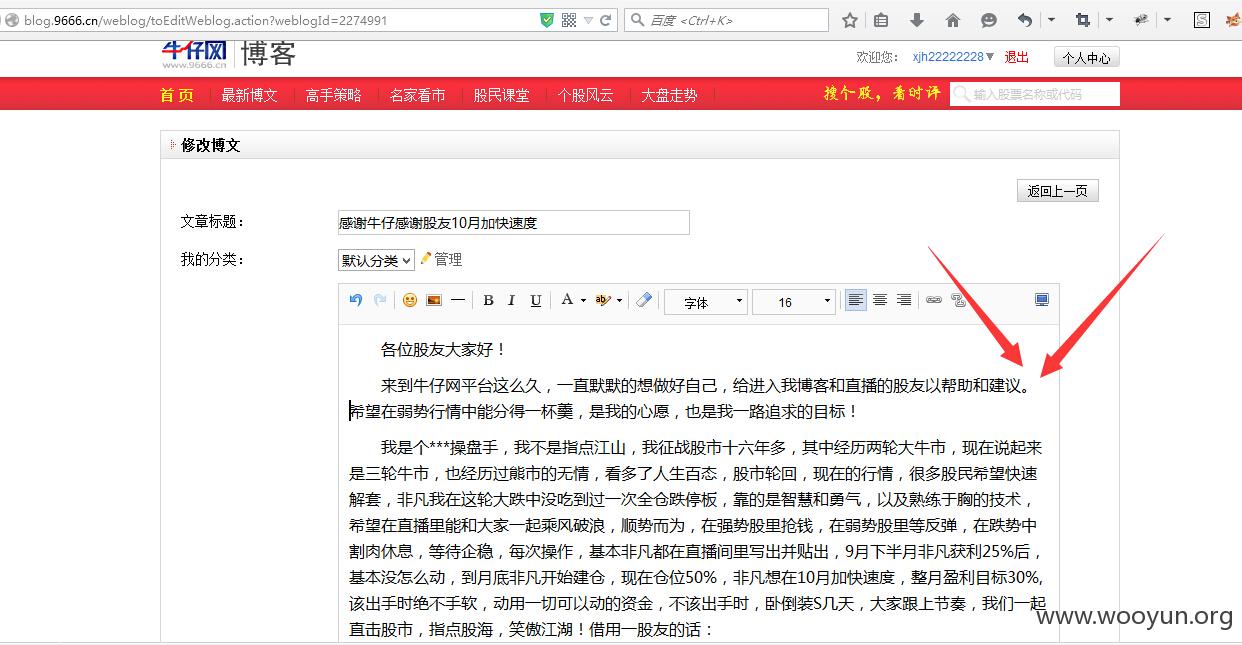 blog.9666.cn/weblog/toEditWeblog.action?weblogId=2274991
百度 <Ctrl+K>
牛仔网 博客
www.9666.cn
欢迎您： xjh22222228▼ 退出 个人中心
首页 最新博文 高手策略 名家看市 股民课堂 个股风云 大盘走势 搜个股，看时评 输入股票名称或代码
修改博文
返回上一页
文章标题： 感谢牛仔感谢股友10月加快速度
我的分类： 默认分类 管理
B I U A ab 字体 16
各位股友大家好！
来到牛仔网平台这么久，一直默默的想做好自己，给进入我博客和直播的股友以帮助和建议。
希望在弱势行情中能分得一杯羹，是我的心愿，也是我一路追求的目标！
我是个***操盘手，我不是指点江山，我征战股市十六年多，其中经历两轮大牛市，现在说起来
是三轮牛市，也经历过熊市的无情，看多了人生百态，股市轮回，现在的行情，很多股民希望快速
解套，非凡我在这轮大跌中没吃到过一次全仓跌停板，靠的是智慧和勇气，以及熟练于胸的技术，
希望在直播里能和大家一起乘风破浪，顺势而为，在强势股里抢钱，在弱势股里等反弹，在跌势中
割肉休息，等待企稳，每次操作，基本非凡都在直播间里写出并贴出，9月下半月非凡获利25%后，
基本没怎么动，到月底非凡开始建仓，现在仓位50%，非凡想在10月加快速度，整月盈利目标30%,
该出手时绝不手软，动用一切可以动的资金，不该出手时，卧倒装S几天，大家跟上节奏，我们一起
直击股市，指点股海，笑傲江湖！借用一股友的话：
www.wooyun.org